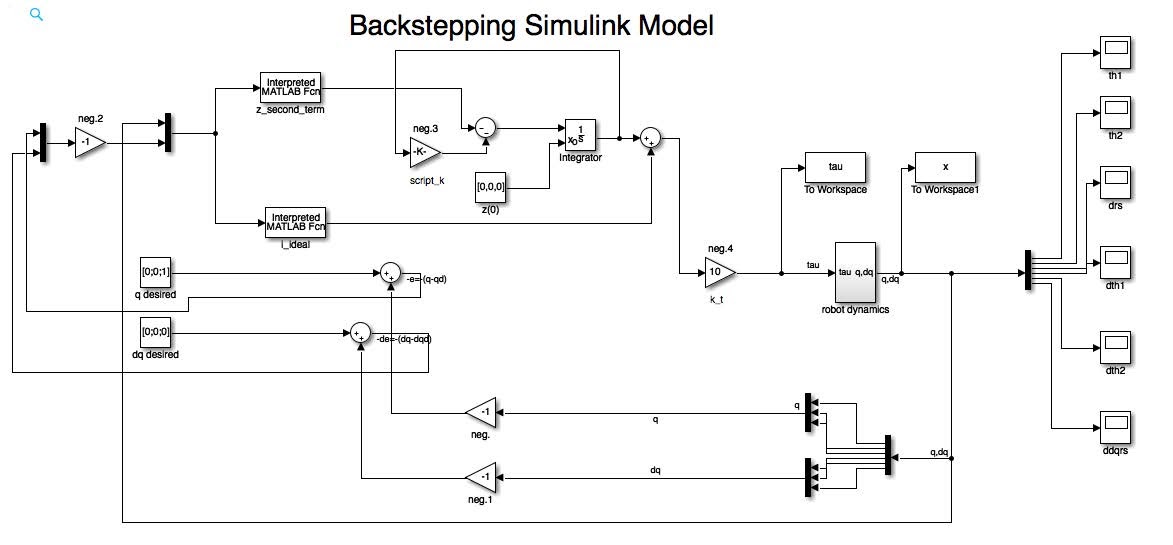 Backstepping Simulink Model
th1
Interpreted
MATLAB Fcn
z_second_term
neg.2
-1
neg.3
-K-
script_k
1
s
xo
Integrator
[0,0,0]
z(0)
th2
tau
To Workspace
x
To Workspace1
drs
Interpreted
MATLAB Fcn
i_ideal
neg.4
10
k_t
tau
tau q,dq
q,dq
robot dynamics
dth1
[0;0;1]
q desired
-e=-(q-qd)
[0;0;0]
dq desired
-de=-(dq-dqd)
dth2
-1
neg.
q
q
q,dq
ddqrs
-1
neg.1
dq